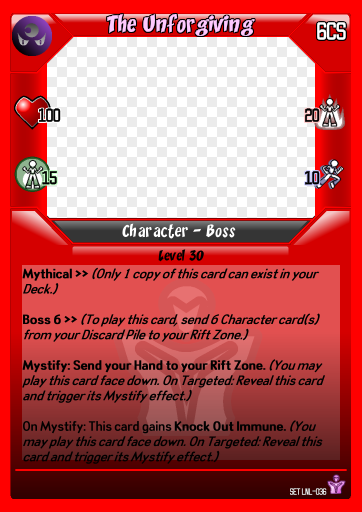 The Unforgiving
6CS
100
20
15
10
Character - Boss
Level 30
Mythical >> (Only 1 copy of this card can exist in your
Deck.)
Boss 6 >> (To play this card, send 6 Character card(s)
from your Discard Pile to your Rift Zone.)
Mystify: Send your Hand to your Rift Zone. (You may
play this card face down. On Targeted: Reveal this card
and trigger its Mystify effect.)
On Mystify: This card gains Knock Out Immune. (You
may play this card face down. On Targeted: Reveal this
card and trigger its Mystify effect.)
SET LNL-036